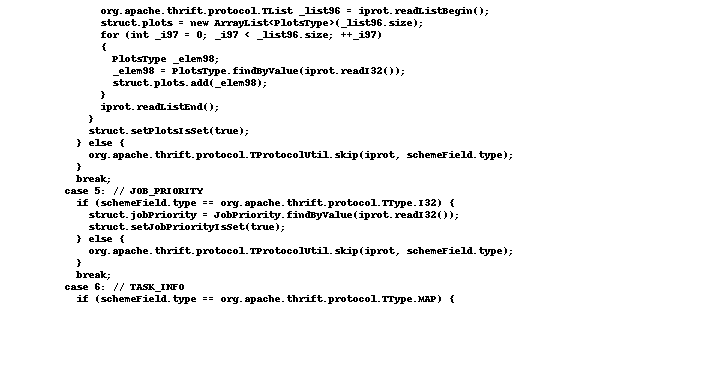 org.apache.thrift.protocol.TList _list96 = iprot.readListBegin();
struct.plots = new ArrayList<PlotsType>(_list96.size);
for (int _i97 = 0; _i97 < _list96.size; ++_i97)
{
PlotsType _elem98;
_elem98 = PlotsType.findByValue(iprot.readI32());
struct.plots.add(_elem98);
}
iprot.readListEnd();
}
struct.setPlotsIsSet(true);
} else {
org.apache.thrift.protocol.TProtocolUtil.skip(iprot, schemeField.type);
}
break;
case 5: // JOB_PRIORITY
if (schemeField.type == org.apache.thrift.protocol.TType.I32) {
struct.jobPriority = JobPriority.findByValue(iprot.readI32());
struct.setJobPriorityIsSet(true);
} else {
org.apache.thrift.protocol.TProtocolUtil.skip(iprot, schemeField.type);
}
break;
case 6: // TASK_INFO
if (schemeField.type == org.apache.thrift.protocol.TType.MAP) {